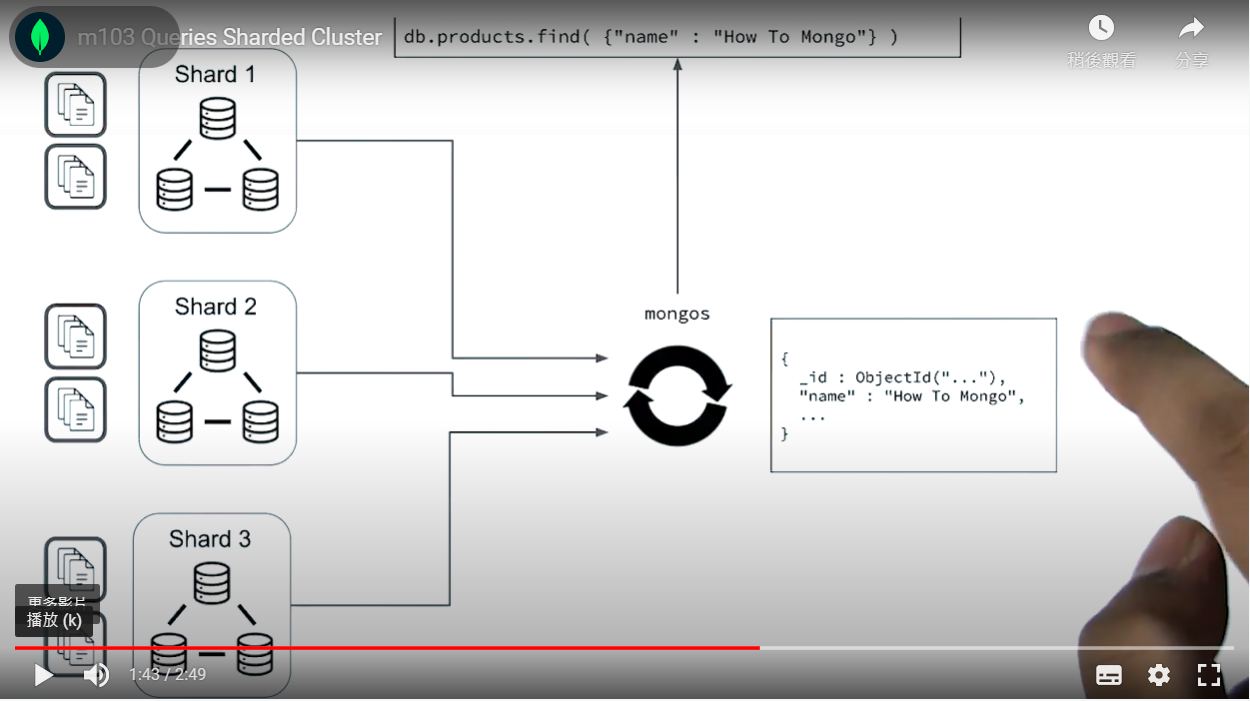 m103 Queries Sharded Cluster
db.products.find( {"name" : "How To Mongo"} )
稍後觀看
分享
Shard 1
Shard 2
mongos
{
_id : ObjectId("..."),
"name" : "How To Mongo",
...
}
Shard 3
更多影片
播放 (k)
1:43 / 2:49